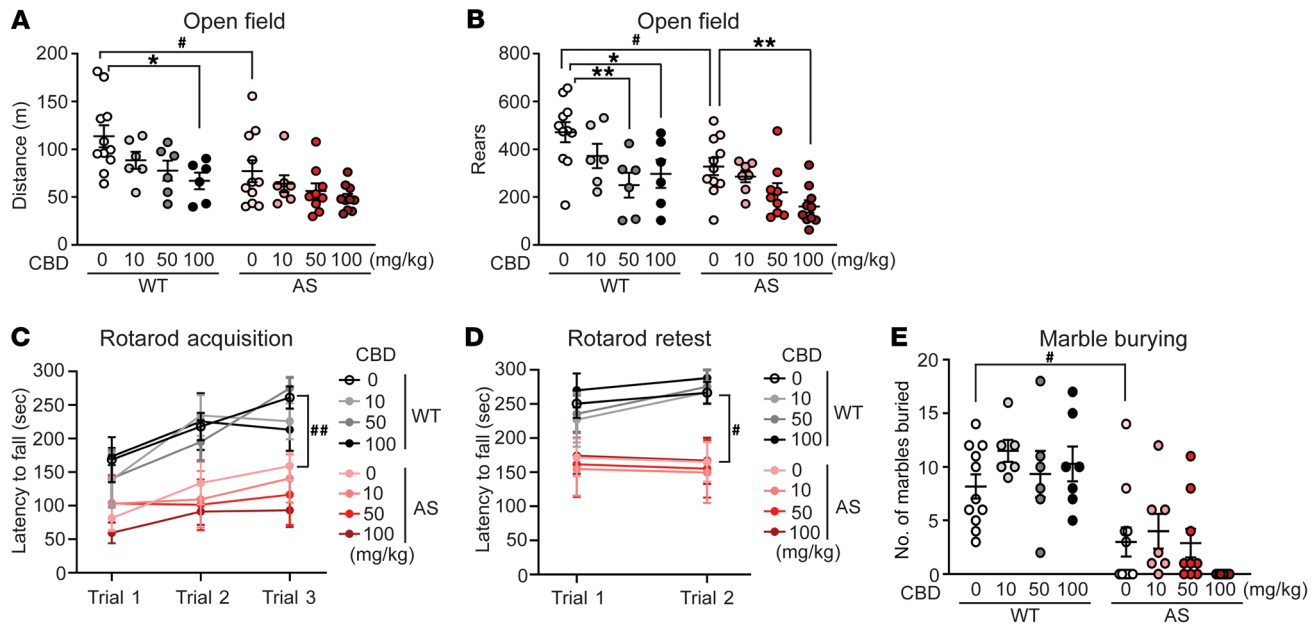 A
Open field
#
*
Distance (m)
200
150
100
50
0
CBD 0 10 50 100 0 10 50 100 (mg/kg)
WT AS
B
Open field
#
*
**
**
Rears
800
600
400
200
0
CBD 0 10 50 100 0 10 50 100 (mg/kg)
WT AS
C
Rotarod acquisition
Latency to fall (sec)
300
250
200
150
100
50
0
Trial 1 Trial 2 Trial 3
##
CBD
0
10
50
100
WT
0
10
50
100
AS
(mg/kg)
D
Rotarod retest
Latency to fall (sec)
300
250
200
150
100
50
0
Trial 1 Trial 2
#
CBD
0
10
50
100
WT
0
10
50
100
AS
(mg/kg)
E
Marble burying
#
No. of marbles buried
20
15
10
5
0
CBD 0 10 50 100 0 10 50 100 (mg/kg)
WT AS